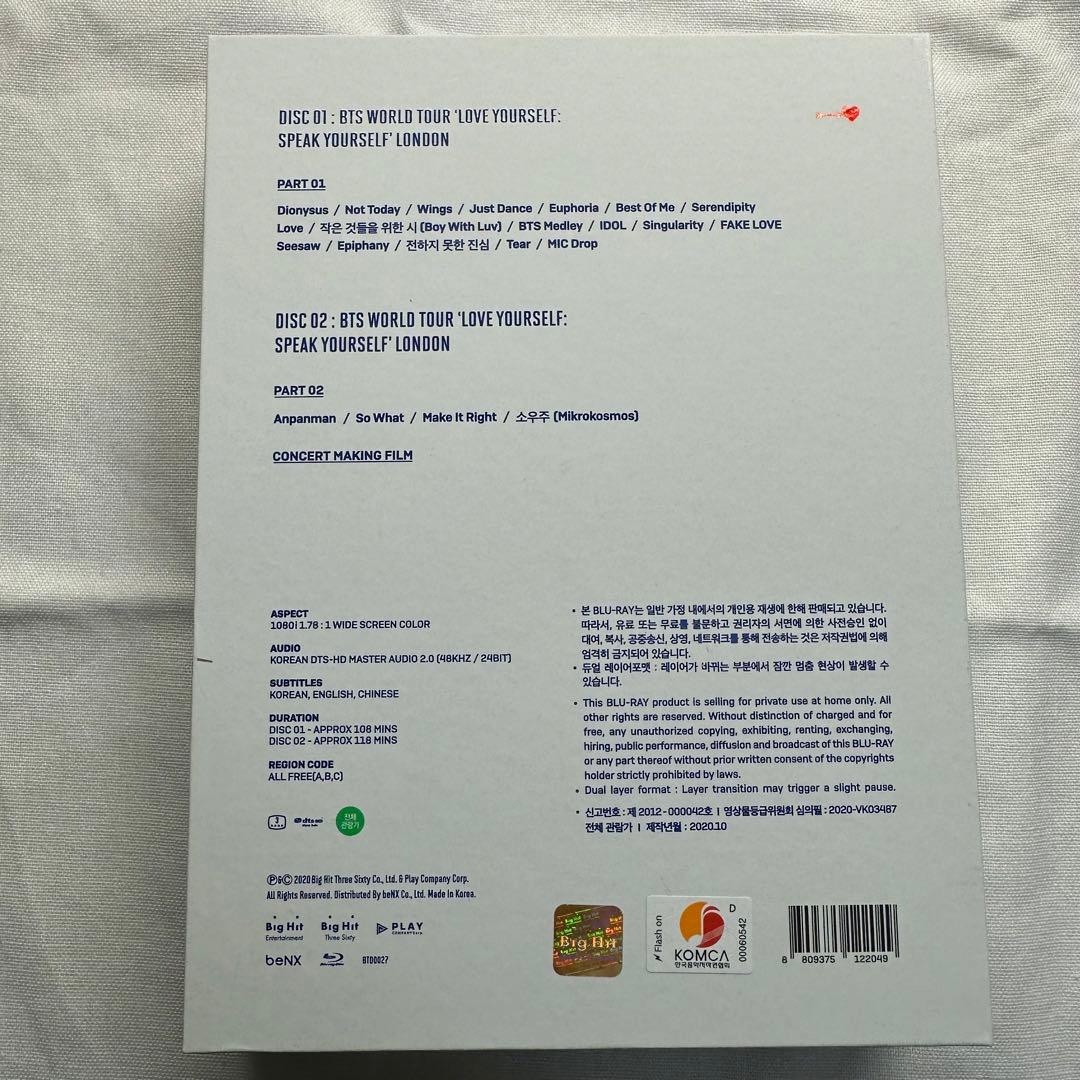 DISC 01 : BTS WORLD TOUR 'LOVE YOURSELF:
SPEAK YOURSELF' LONDON
PART 01
Dionysus / Not Today / Wings / Just Dance / Euphoria / Best Of Me / Serendipity
Love / 작은 것들을 위한 시 (Boy With Luv) / BTS Medley / IDOL / Singularity / FAKE LOVE
Seesaw / Epiphany / 전하지 못한 진심 / Tear / MIC Drop
DISC 02 : BTS WORLD TOUR 'LOVE YOURSELF:
SPEAK YOURSELF' LONDON
PART 02
Anpanman / So What / Make It Right / 소우주 (Mikrokosmos)
CONCERT MAKING FILM
ASPECT
1080i 1.78 : 1 WIDE SCREEN COLOR
AUDIO
KOREAN DTS-HD MASTER AUDIO 2.0 (48KHZ / 24BIT)
SUBTITLES
KOREAN, ENGLISH, CHINESE
DURATION
DISC 01 - APPROX 108 MINS
DISC 02 - APPROX 118 MINS
REGION CODE
ALL FREE(A,B,C)
3
dts
전체
관람가
• 본 BLU-RAY는 일반 가정 내에서의 개인용 재생에 한해 판매되고 있습니다.
따라서, 유료 또는 무료를 불문하고 권리자의 서면에 의한 사전승인 없이
대여, 복사, 공중송신, 상영, 네트워크를 통해 전송하는 것은 저작권법에 의해
엄격히 금지되어 있습니다.
• 듀얼 레이어포맷 : 레이어가 바뀌는 부분에서 잠깐 멈춤 현상이 발생할 수
있습니다.
• This BLU-RAY product is selling for private use at home only. All
other rights are reserved. Without distinction of charged and for
free, any unauthorized copying, exhibiting, renting, exchanging,
hiring, public performance, diffusion and broadcast of this BLU-RAY
or any part thereof without prior written consent of the copyrights
holder strictly prohibited by laws.
• Dual layer format : Layer transition may trigger a slight pause.
• 신고번호 : 제 2012-000042호 | 영상물등급위원회 심의필 : 2020-VK03487
전체 관람가 | 제작년월 : 2020.10
Ⓟ&Ⓒ 2020 Big Hit Three Sixty Co., Ltd. & Play Company Corp.
All Rights Reserved. Distributed By beNX Co., Ltd. Made In Korea.
Big Hit
Entertainment
Big Hit
Three Sixty
PLAY
COMPANY Corp.
beNX
Blu-ray Disc
BTD0027
Big Hit
Flash on
D
KOMCA
한국음악저작권협회
00060542
8 809375 122049